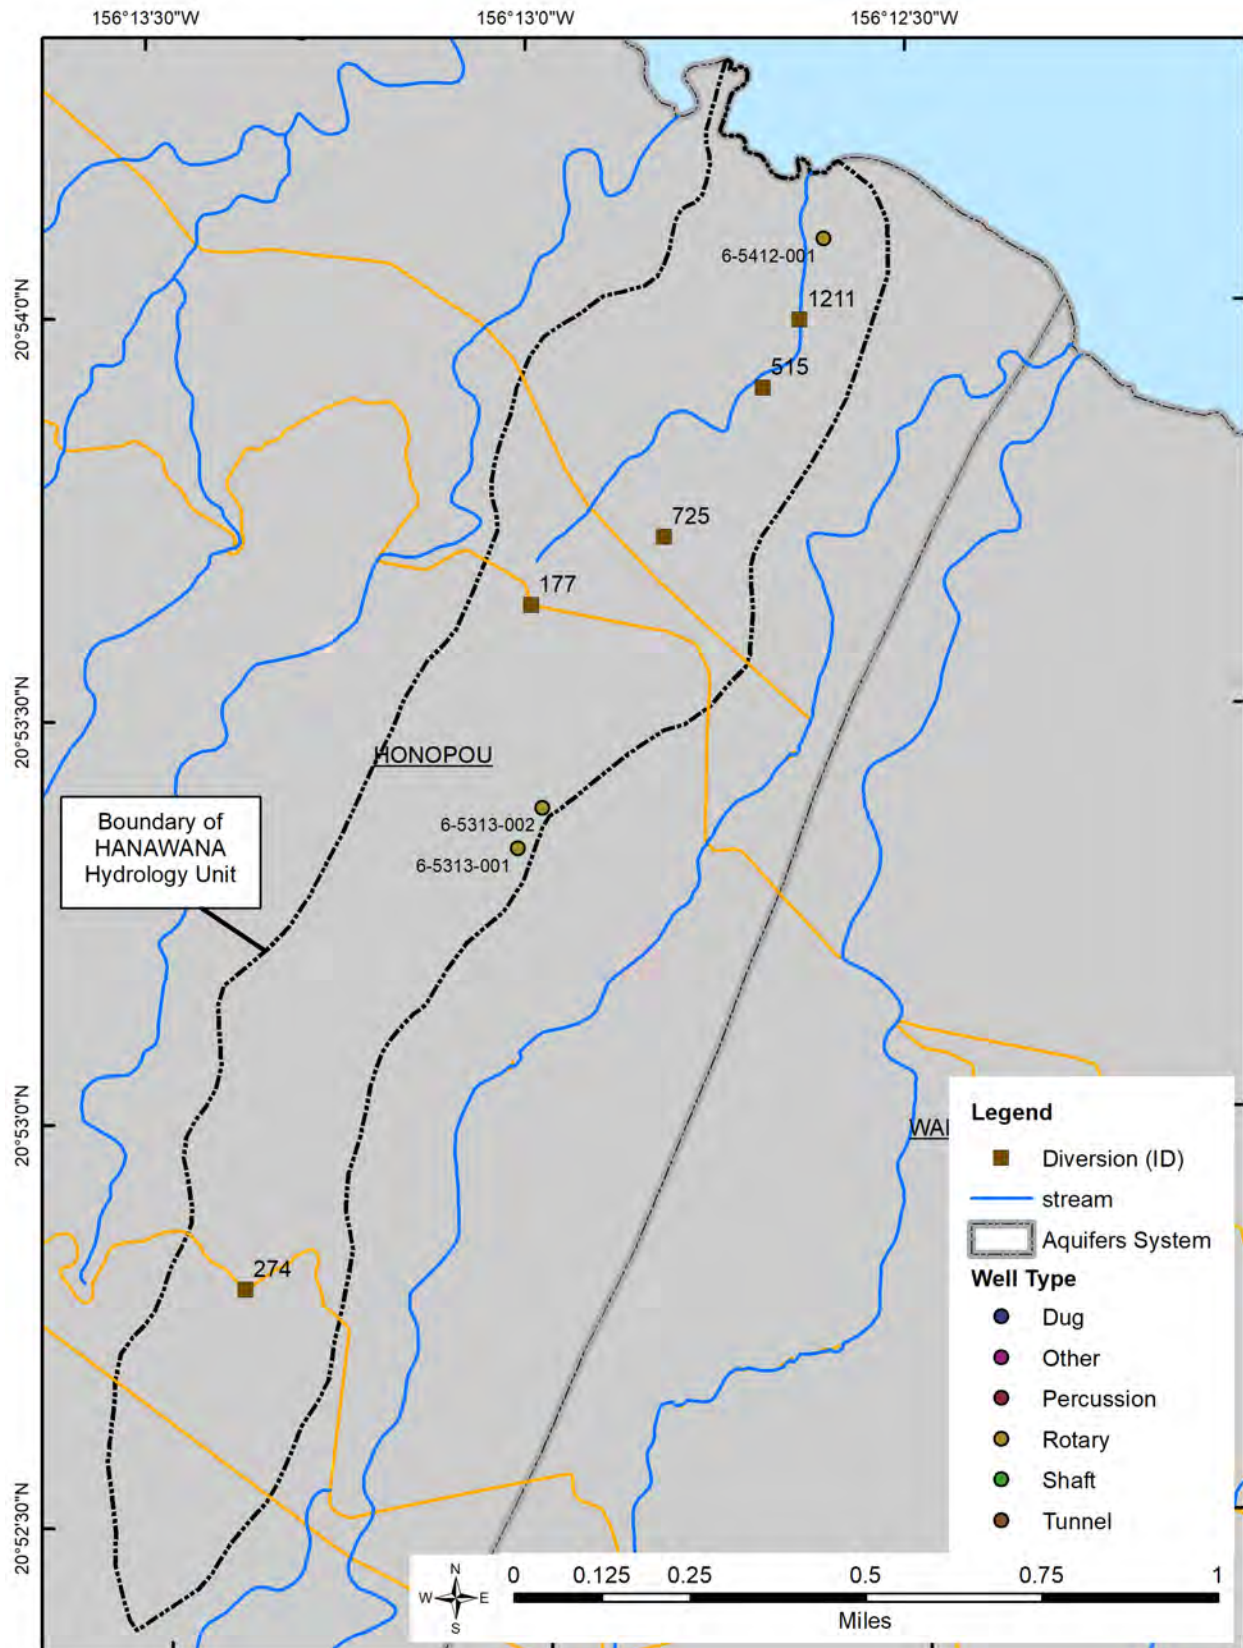 156°13'30"W
156°13'0"W
156°12'30"W
6-5412-001
1211
20°54'0"N
515
725
177
20°53'30"N
HONOPOU
6-5313-002
6-5313-001
Boundary of
HANAWANA
Hydrology Unit
20°53'0"N
WAI
274
20°52'30"N
Legend
Diversion (ID)
stream
Aquifers System
Well Type
Dug
Other
Percussion
Rotary
Shaft
Tunnel
N
W E
S
0 0.125 0.25 0.5 0.75 1
Miles